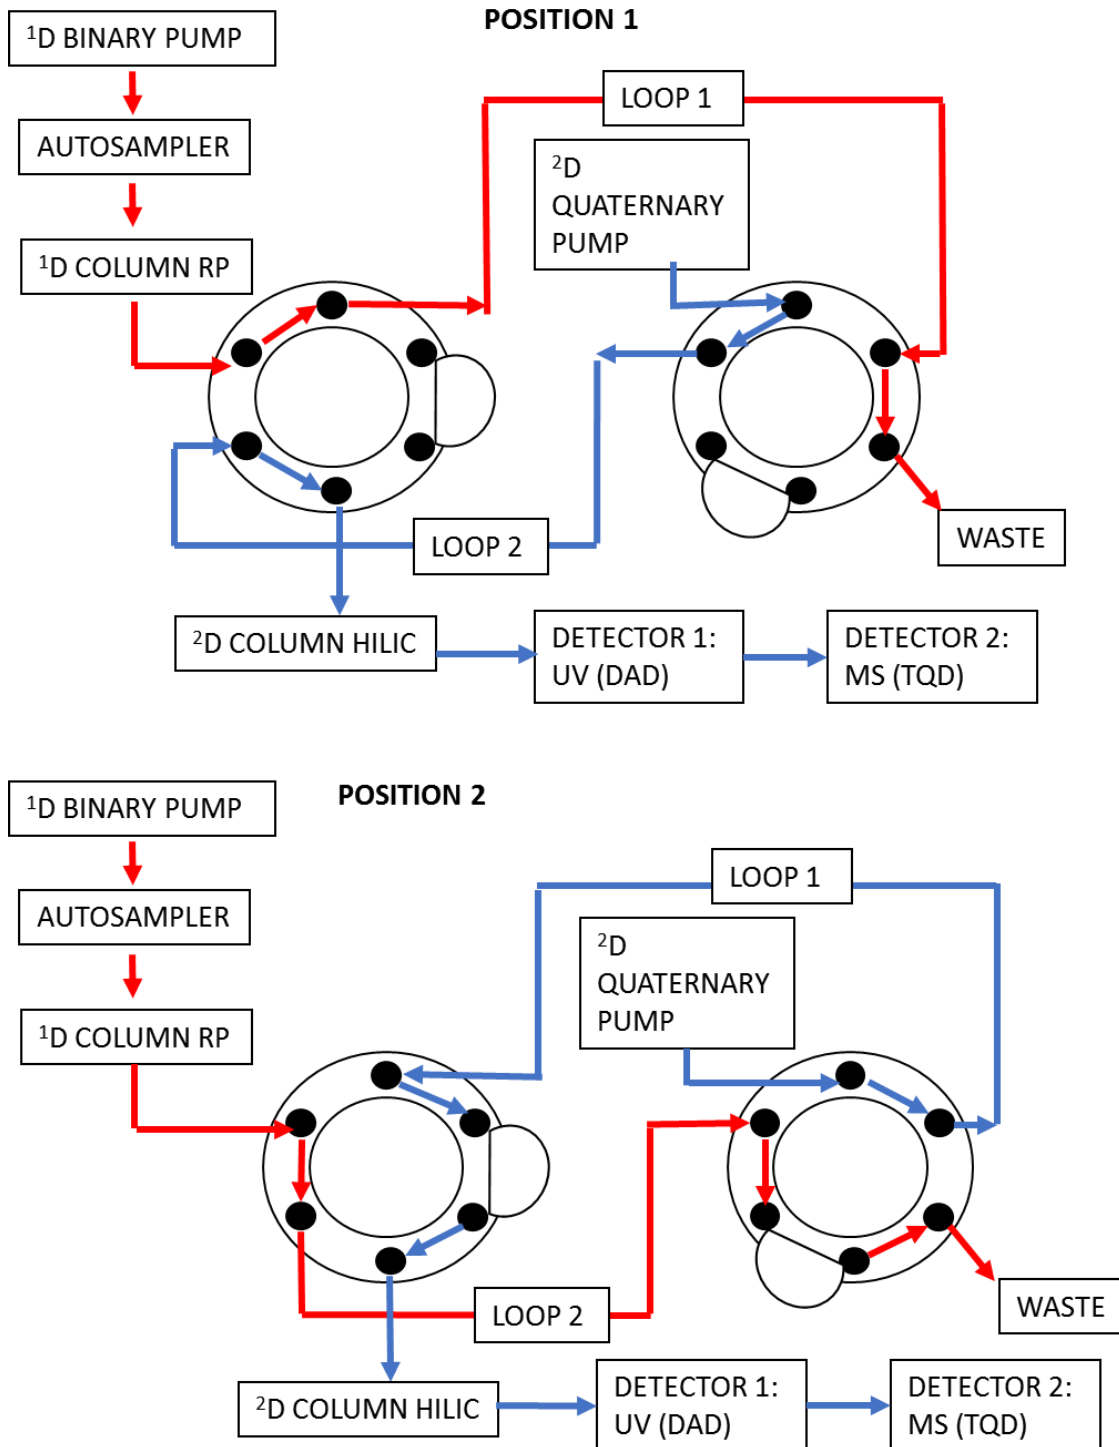 POSITION 1
¹D BINARY PUMP
LOOP 1
AUTOSAMPLER
²D
QUATERNARY
PUMP
¹D COLUMN RP
WASTE
LOOP 2
²D COLUMN HILIC
DETECTOR 1:
UV (DAD)
DETECTOR 2:
MS (TQD)
POSITION 2
¹D BINARY PUMP
LOOP 1
AUTOSAMPLER
²D
QUATERNARY
PUMP
¹D COLUMN RP
LOOP 2
WASTE
²D COLUMN HILIC
DETECTOR 1:
UV (DAD)
DETECTOR 2:
MS (TQD)